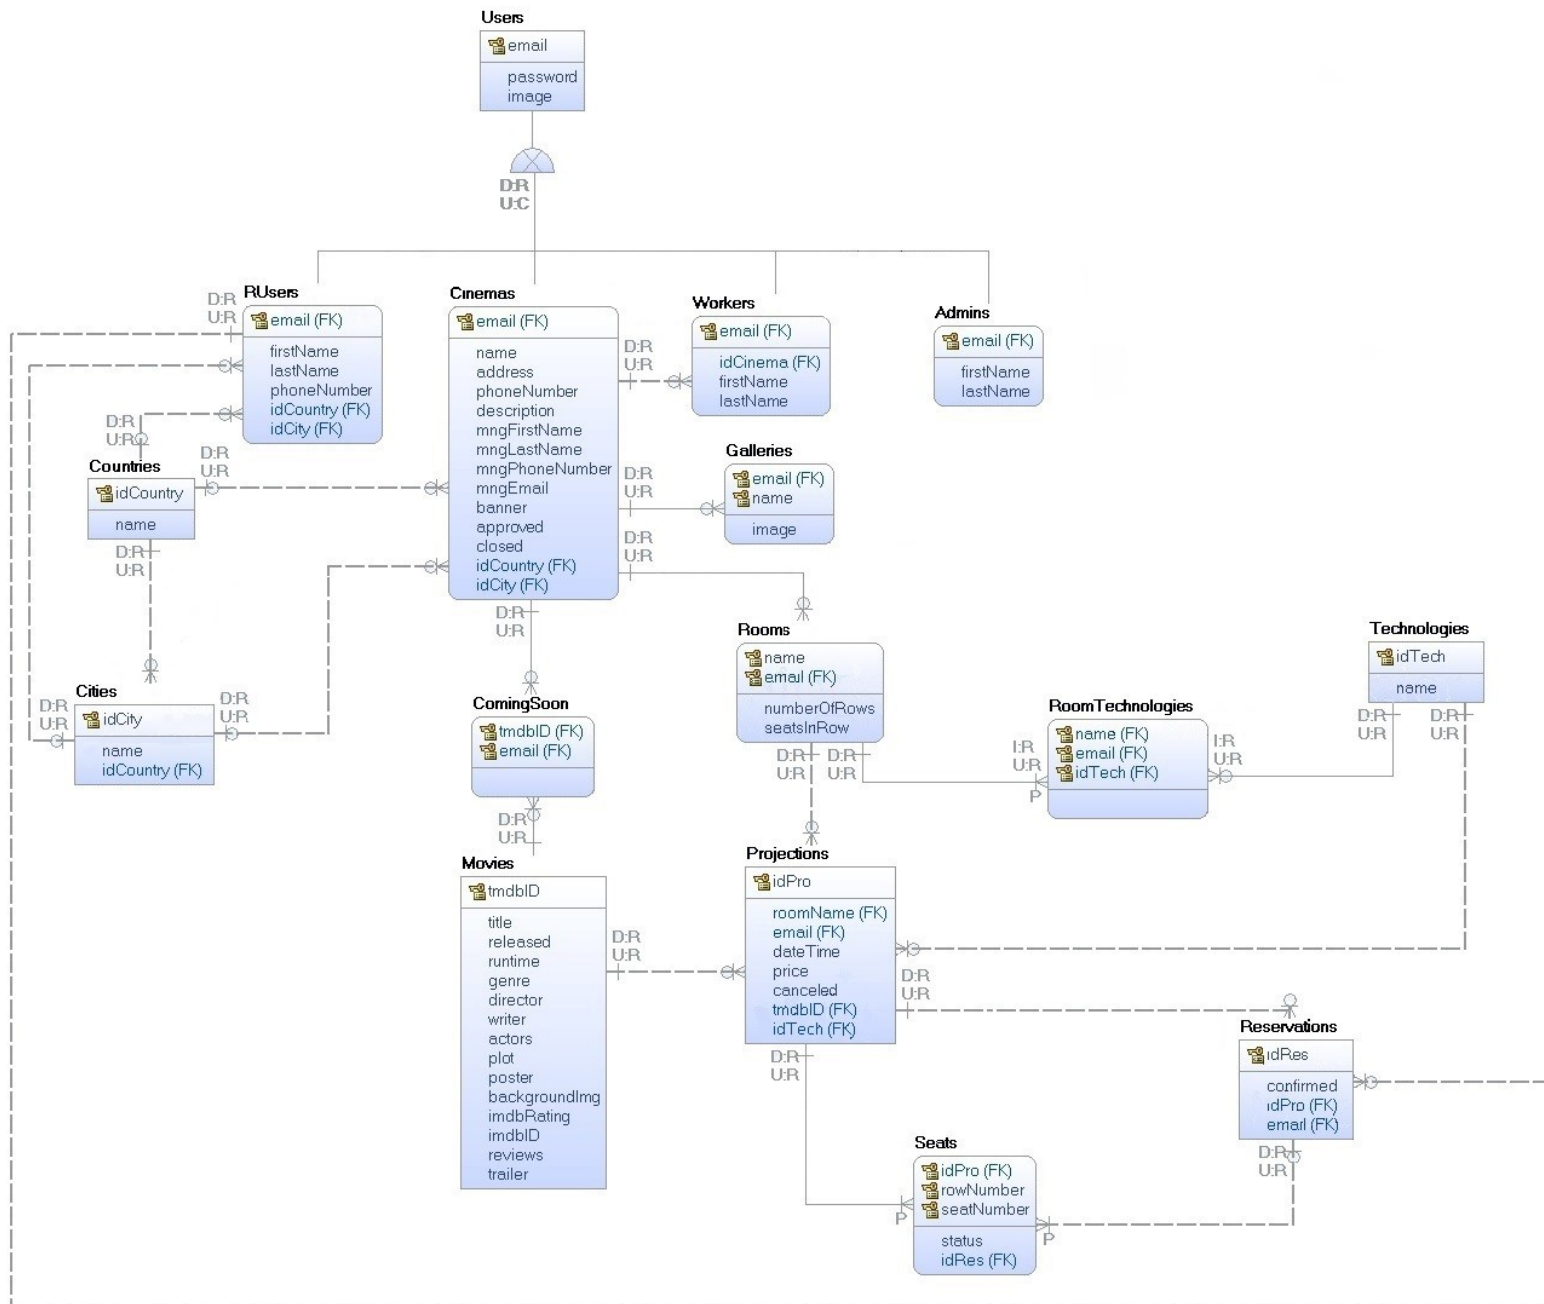 Users
email
password
image
D:R
U:C
RUsers
email (FK)
firstName
lastName
phoneNumber
idCountry (FK)
idCity (FK)
D:R
U:R
Cinemas
email (FK)
name
address
phoneNumber
description
mngFirstName
mngLastName
mngPhoneNumber
mngEmail
banner
approved
closed
idCountry (FK)
idCity (FK)
Workers
email (FK)
idCinema (FK)
firstName
lastName
D:R
U:R
Admins
email (FK)
firstName
lastName
D:R
U:R
D:R
U:R
Countries
idCountry
name
D:R
U:R
Galleries
email (FK)
name
image
D:R
U:R
D:R
U:R
D:R
U:R
Cities
idCity
name
idCountry (FK)
D:R
U:R
D:R
U:R
ComingSoon
tmdbID (FK)
email (FK)
D:R
U:R
Rooms
name
email (FK)
numberOfRows
seatsInRow
D:R
U:R
D:R
U:R
RoomTechnologies
name (FK)
email (FK)
idTech (FK)
I:R
U:R
P
I:R
U:R
Technologies
idTech
name
D:R
U:R
D:R
U:R
Movies
tmdbID
title
released
runtime
genre
director
writer
actors
plot
poster
backgroundImg
imdbRating
imdbID
reviews
trailer
D:R
U:R
Projections
idPro
roomName (FK)
email (FK)
dateTime
price
canceled
tmdbID (FK)
idTech (FK)
D:R
U:R
D:R
U:R
Reservations
idRes
confirmed
idPro (FK)
email (FK)
D:R
U:R
Seats
idPro (FK)
rowNumber
seatNumber
status
idRes (FK)
P
P